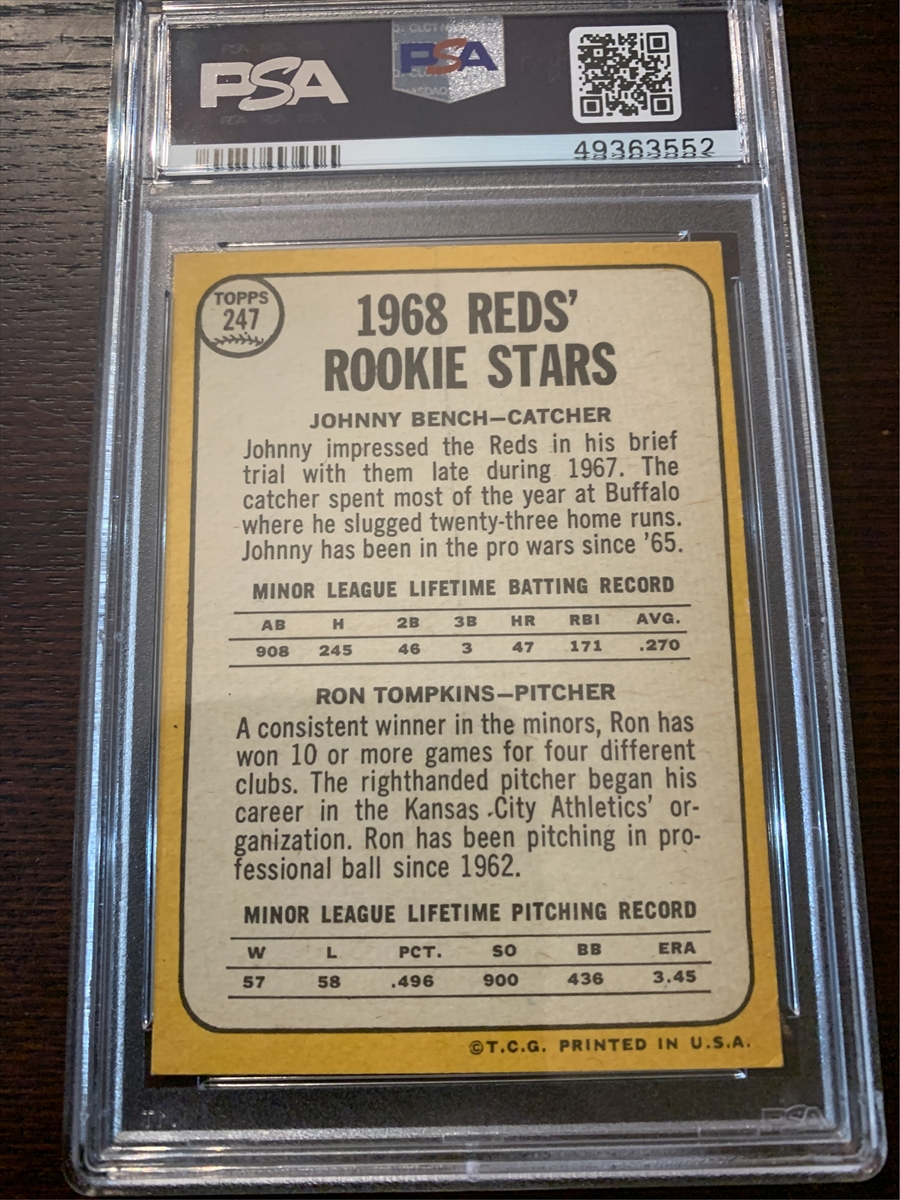 PSA
PSA
49363552
TOPPS
247
1968 REDS'
ROOKIE STARS
JOHNNY BENCH—CATCHER
Johnny impressed the Reds in his brief
trial with them late during 1967. The
catcher spent most of the year at Buffalo
where he slugged twenty-three home runs.
Johnny has been in the pro wars since '65.
MINOR LEAGUE LIFETIME BATTING RECORD
AB H 2B 3B HR RBI AVG.
908 245 46 3 47 171 .270
RON TOMPKINS—PITCHER
A consistent winner in the minors, Ron has
won 10 or more games for four different
clubs. The righthanded pitcher began his
career in the Kansas City Athletics' or-
ganization. Ron has been pitching in pro-
fessional ball since 1962.
MINOR LEAGUE LIFETIME PITCHING RECORD
W L PCT. SO BB ERA
57 58 .496 900 436 3.45
©T.C.G. PRINTED IN U.S.A.
PSA